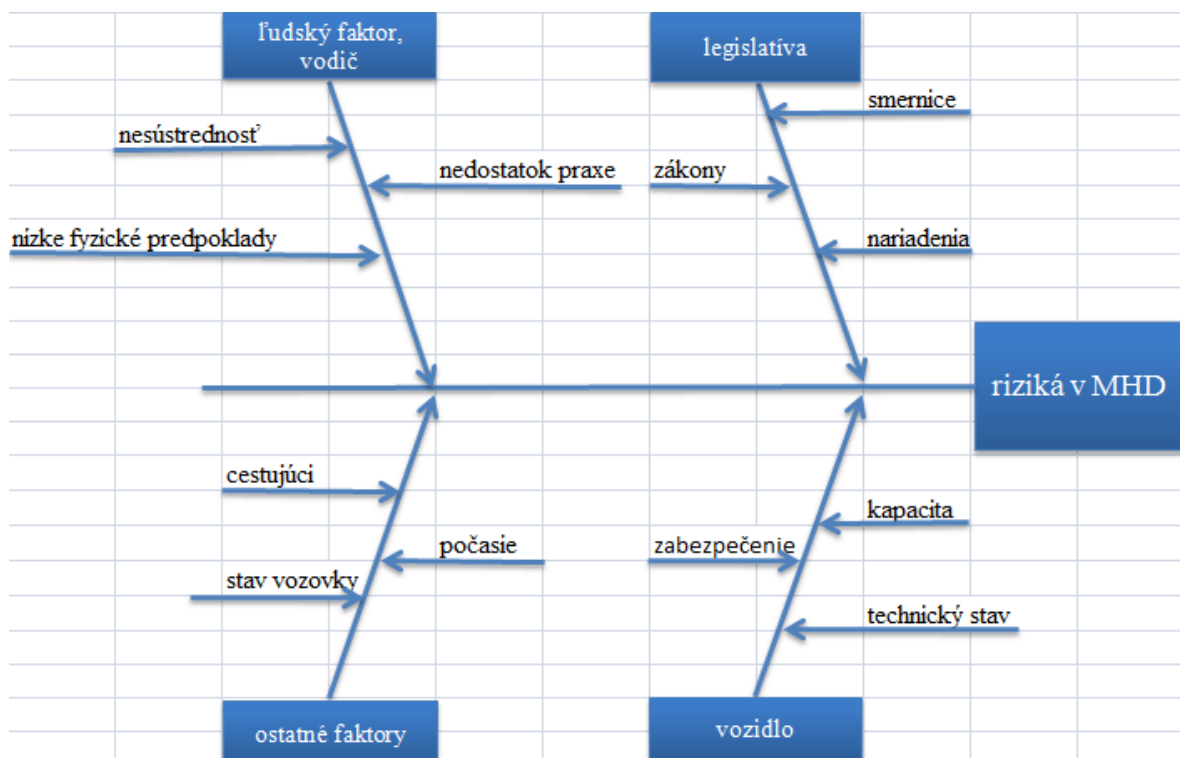 ľudský faktor,
vodič
legislatíva
smernice
nesústrednosť
nedostatok praxe
zákony
nízke fyzické predpoklady
nariadenia
riziká v MHD
cestujúci
kapacita
počasie
zabezpečenie
stav vozovky
technický stav
ostatné faktory
vozidlo